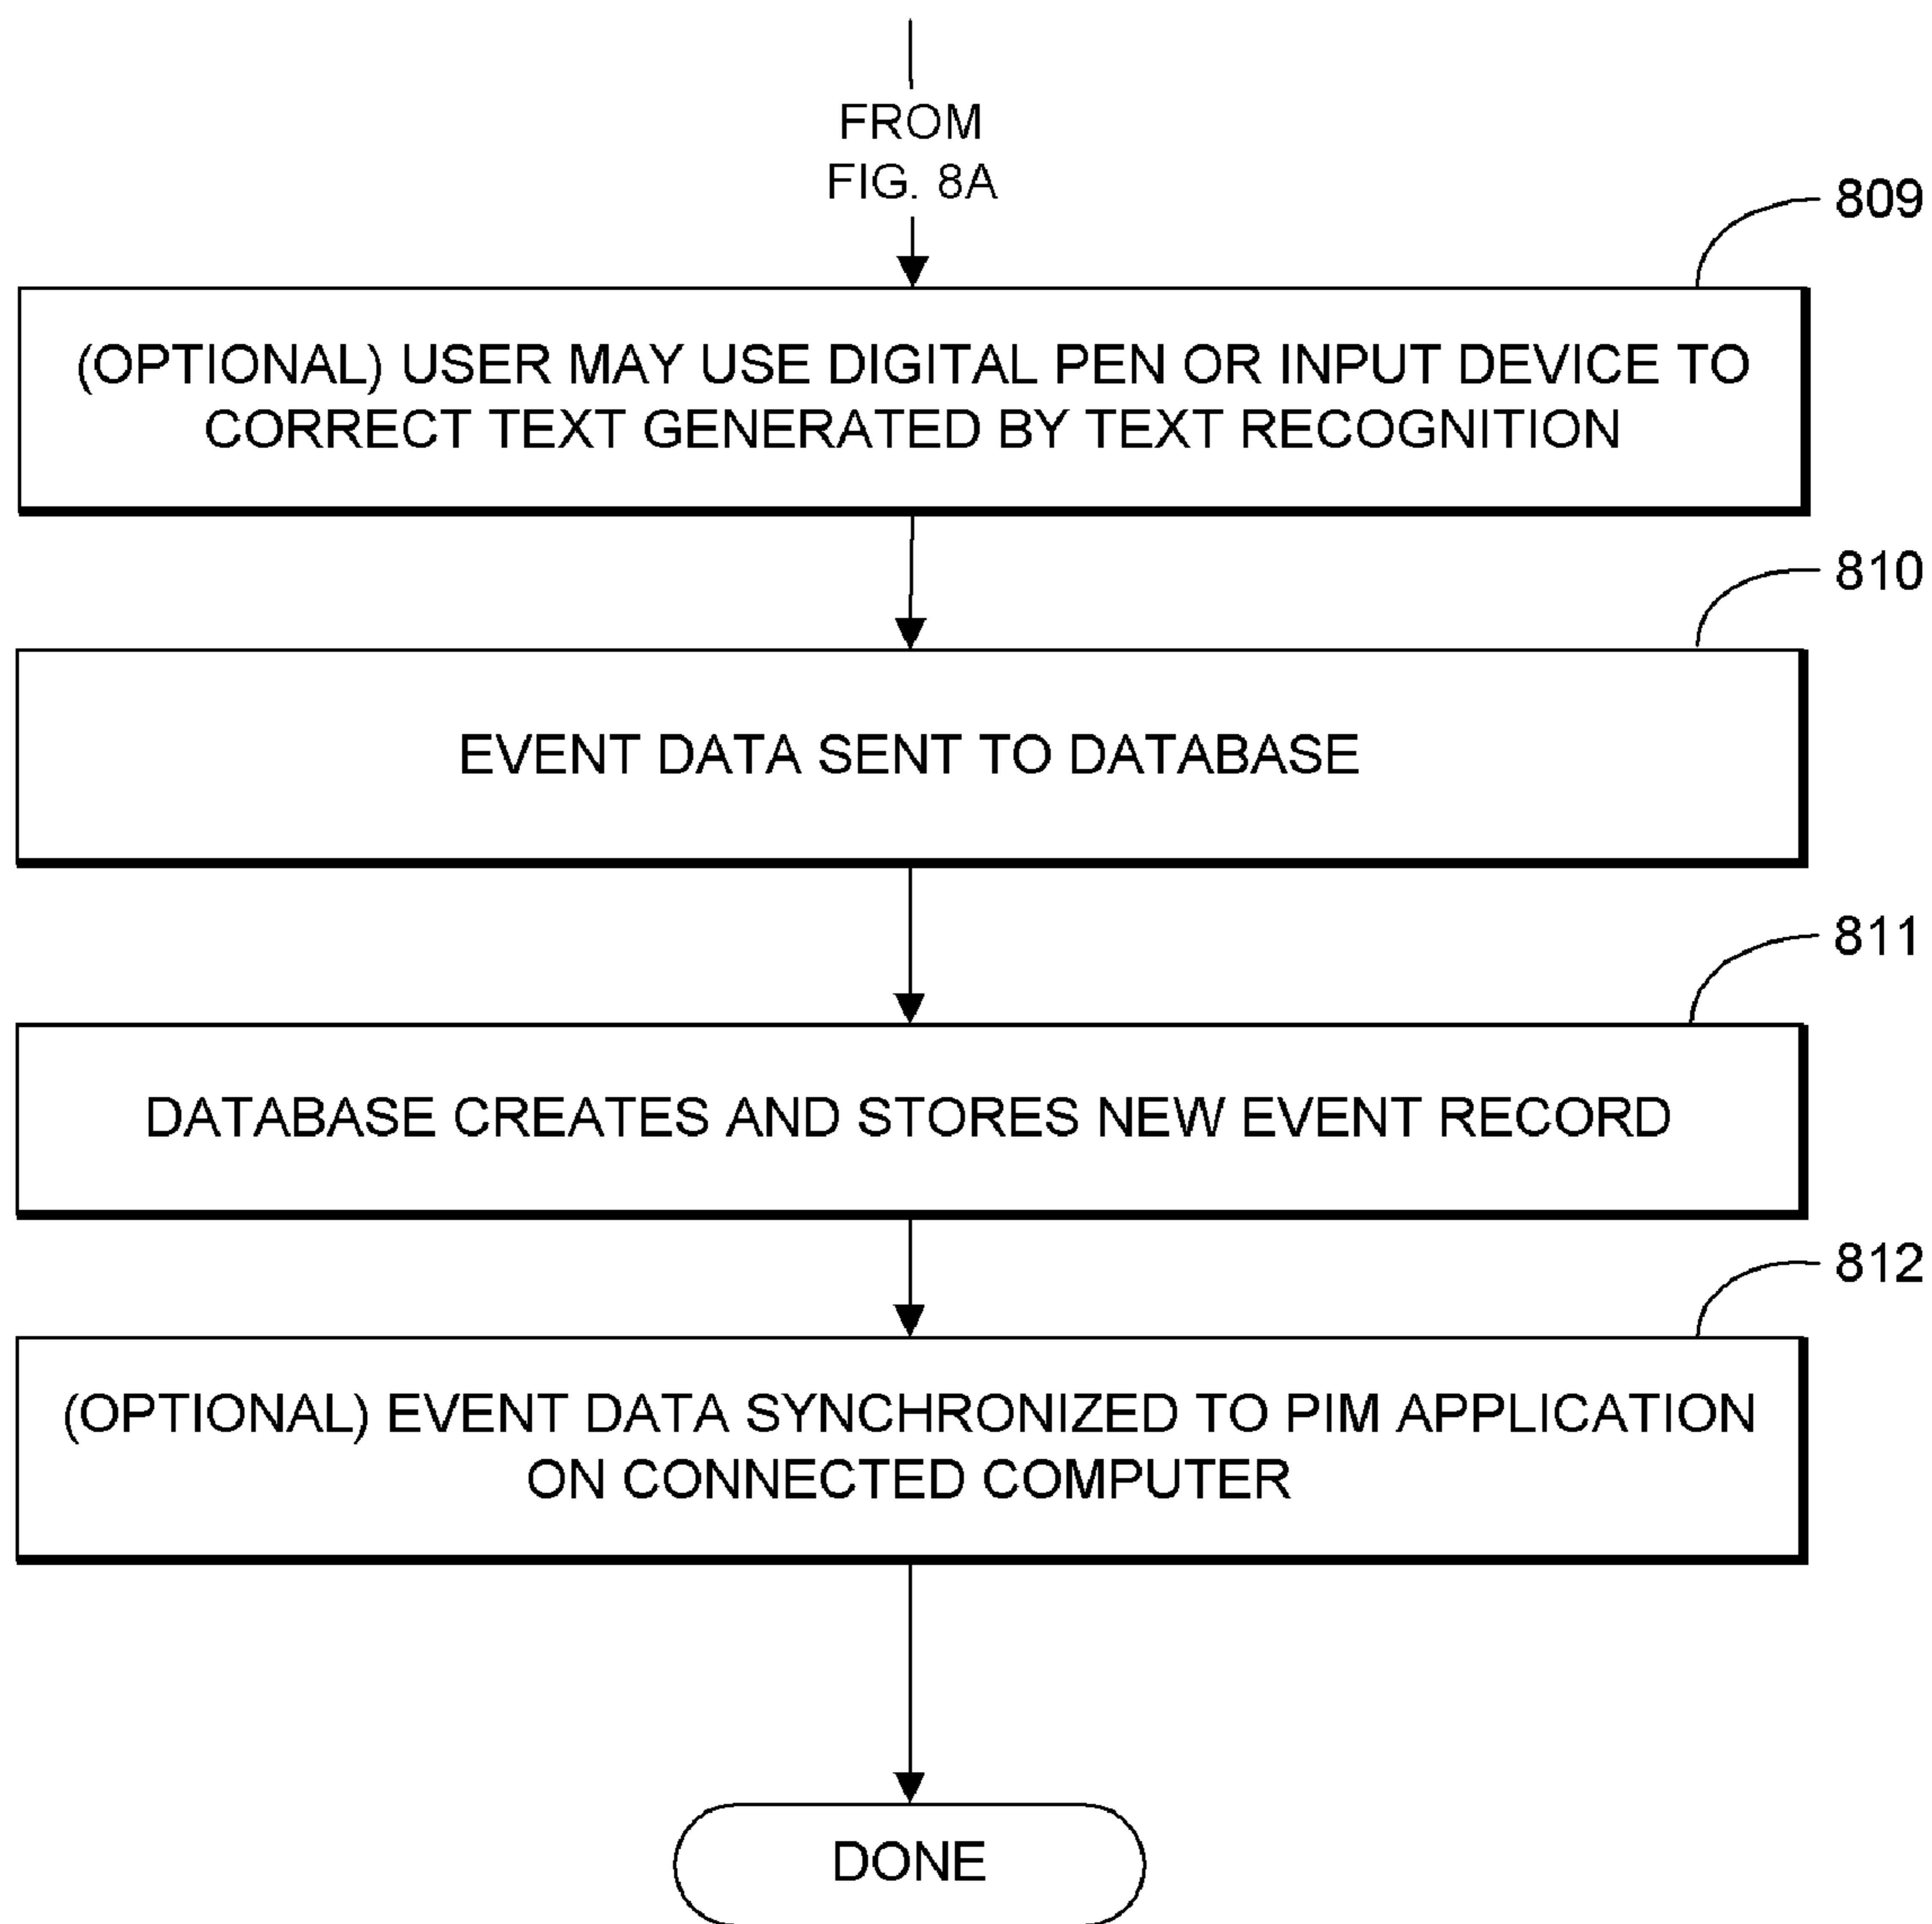 FROM
FIG. 8A
809
(OPTIONAL) USER MAY USE DIGITAL PEN OR INPUT DEVICE TO
CORRECT TEXT GENERATED BY TEXT RECOGNITION
810
EVENT DATA SENT TO DATABASE
811
DATABASE CREATES AND STORES NEW EVENT RECORD
812
(OPTIONAL) EVENT DATA SYNCHRONIZED TO PIM APPLICATION
ON CONNECTED COMPUTER
DONE